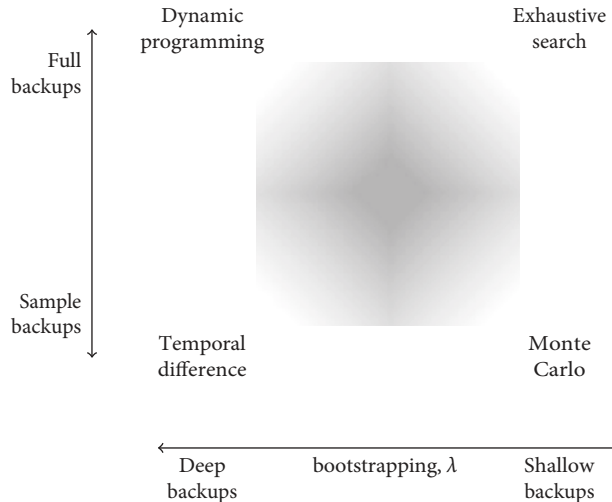 Dynamic
programming
Exhaustive
search
Full
backups
Sample
backups
Temporal
difference
Monte
Carlo
Deep
backups
bootstrapping, λ
Shallow
backups